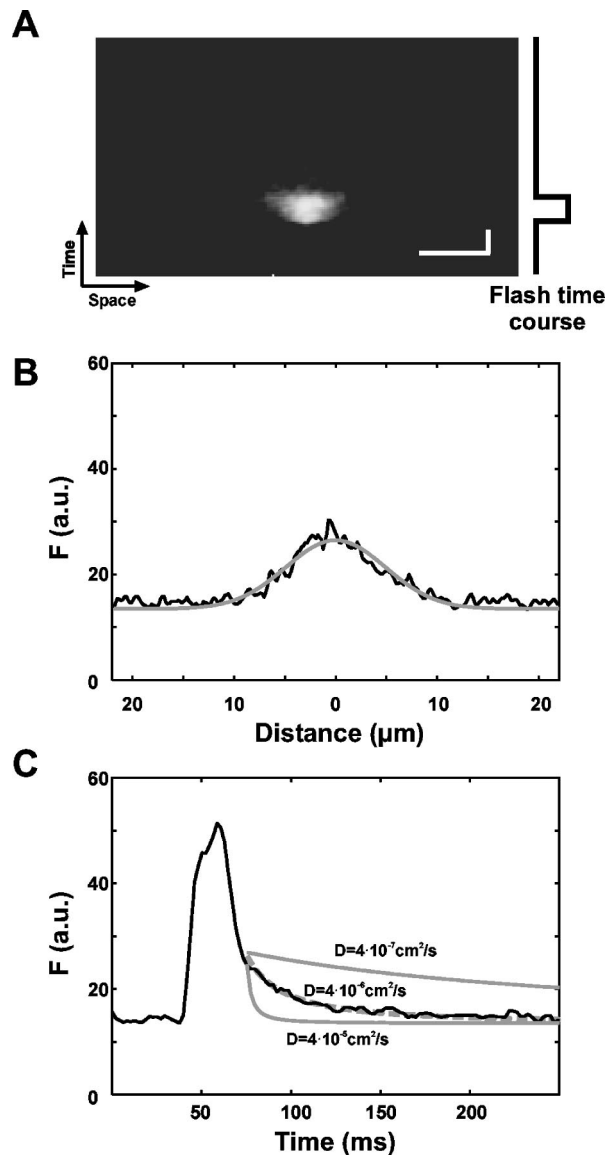 A
Time
Space
Flash time
course
B
60
40
20
0
F (a.u.)
20 10 0 10 20
Distance (µm)
C
60
40
20
0
F (a.u.)
D=4·10⁻⁷cm²/s
D=4·10⁻⁶cm²/s
D=4·10⁻⁵cm²/s
50 100 150 200
Time (ms)